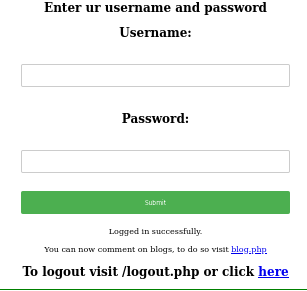 Enter ur username and password
Username:
Password:
Submit
Logged in successfully.
You can now comment on blogs, to do so visit blog.php
To logout visit /logout.php or click here